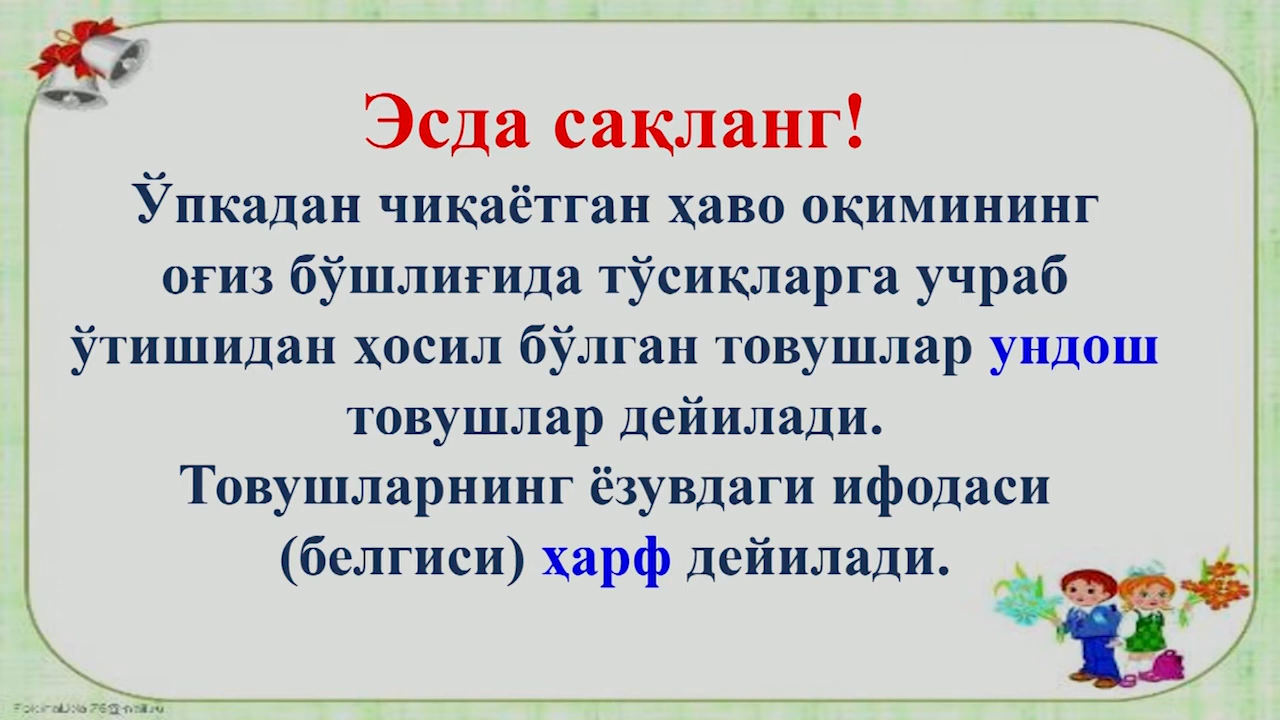 Эсда сақланг!
Ўпкадан чиқаётган ҳаво оқимининг
оғиз бўшлиғида тўсиқларга учраб
ўтишидан ҳосил бўлган товушлар ундош
товушлар дейилади.
Товушларнинг ёзувдаги ифодаси
(белгиси) ҳарф дейилади.